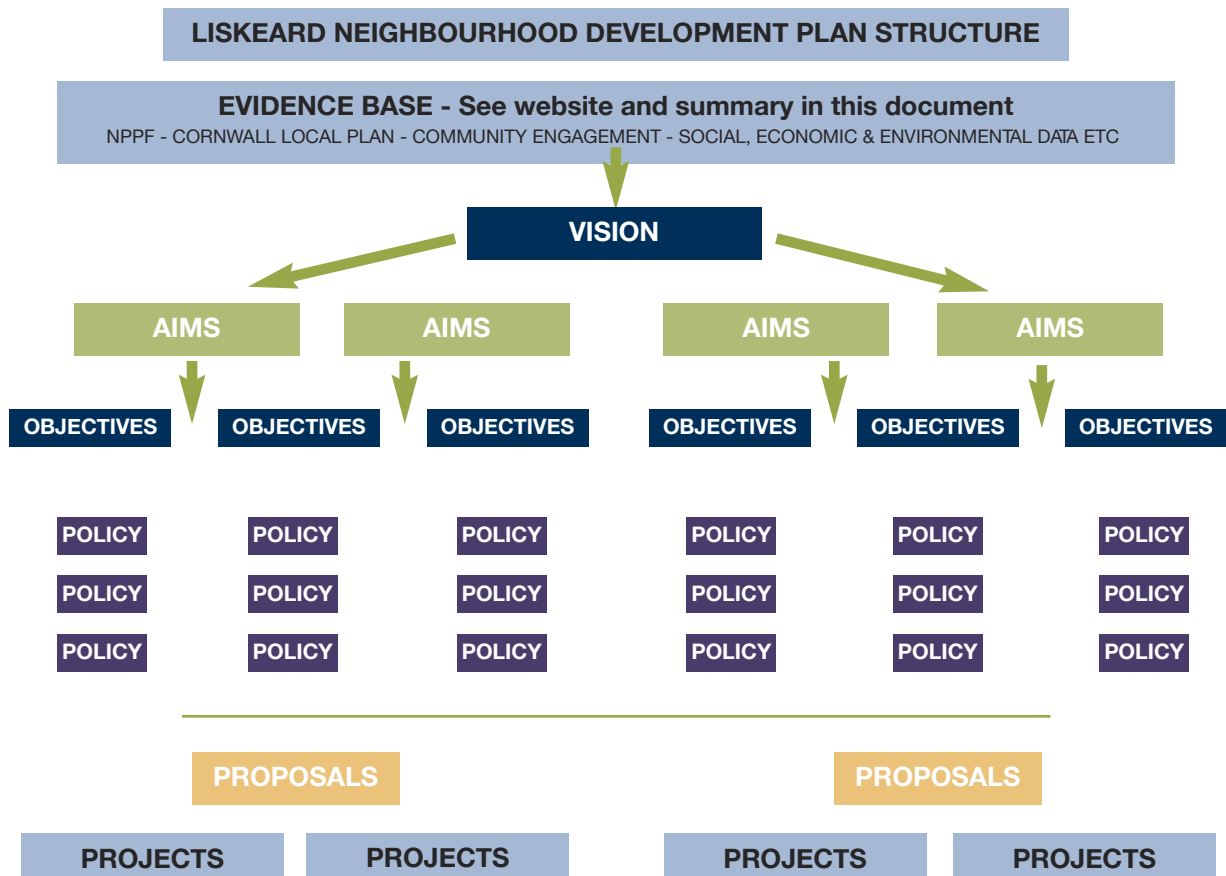 LISKEARD NEIGHBOURHOOD DEVELOPMENT PLAN STRUCTURE
EVIDENCE BASE - See website and summary in this document
NPPF - CORNWALL LOCAL PLAN - COMMUNITY ENGAGEMENT - SOCIAL, ECONOMIC & ENVIRONMENTAL DATA ETC
VISION
AIMS AIMS AIMS AIMS
OBJECTIVES OBJECTIVES OBJECTIVES OBJECTIVES OBJECTIVES OBJECTIVES
POLICY POLICY POLICY POLICY POLICY POLICY
POLICY POLICY POLICY POLICY POLICY POLICY
POLICY POLICY POLICY POLICY POLICY POLICY
PROPOSALS PROPOSALS
PROJECTS PROJECTS PROJECTS PROJECTS